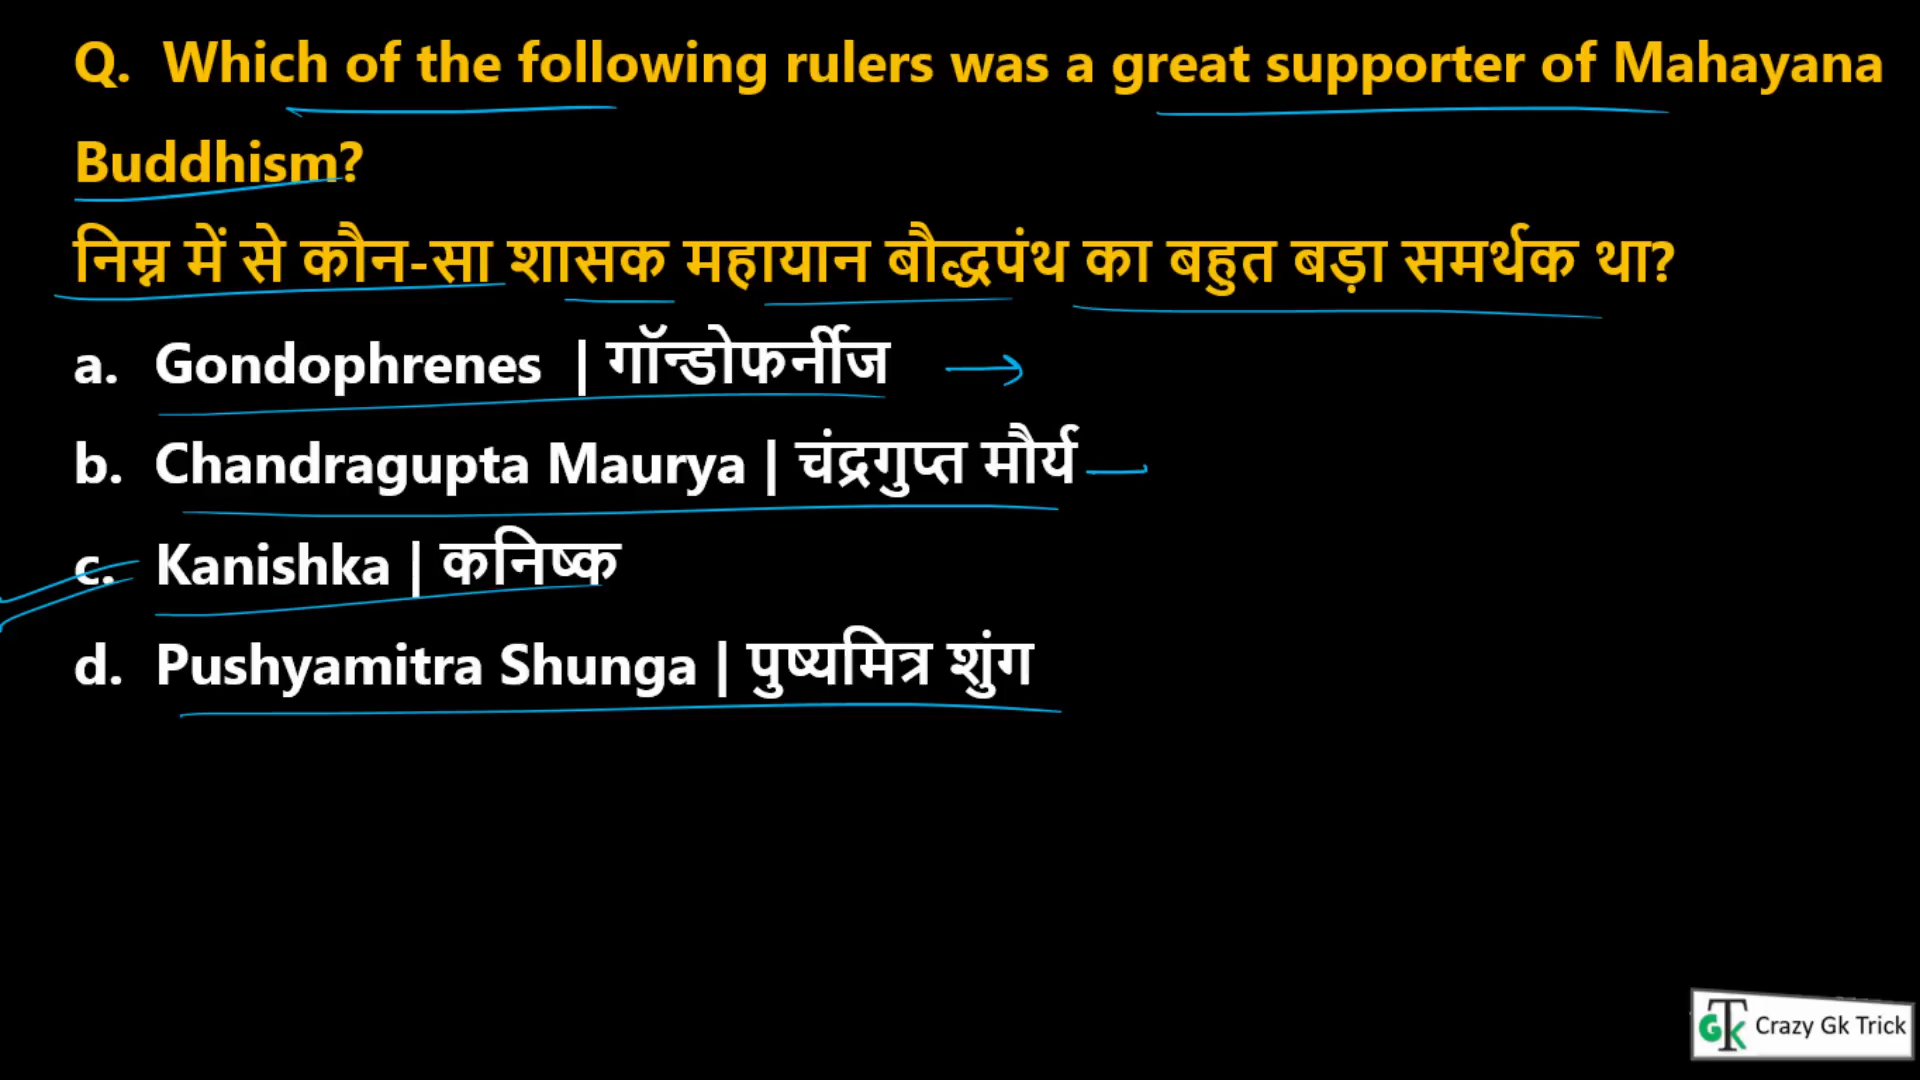 Q. Which of the following rulers was a great supporter of Mahayana
Buddhism?
निम्न में से कौन-सा शासक महायान बौद्धपंथ का बहुत बड़ा समर्थक था?
a. Gondophrenes | गॉन्डोफर्नीज
b. Chandragupta Maurya | चंद्रगुप्त मौर्य
c. Kanishka | कनिष्क
d. Pushyamitra Shunga | पुष्यमित्र शुंग
GTK Crazy Gk Trick